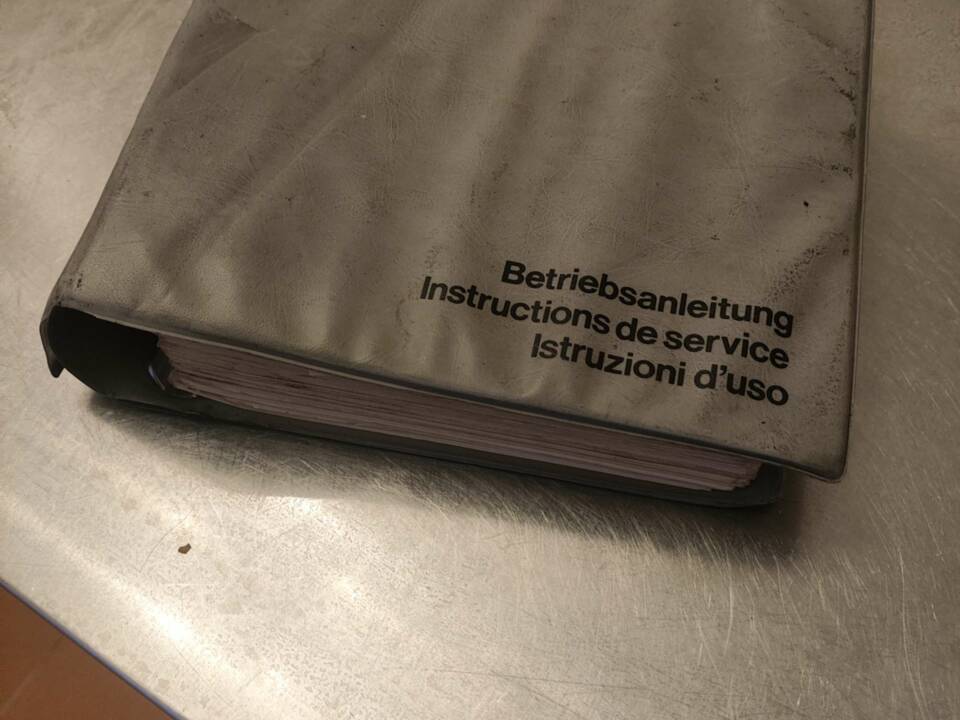 Betriebsanleitung
Instructions de service
Istruzioni d'uso